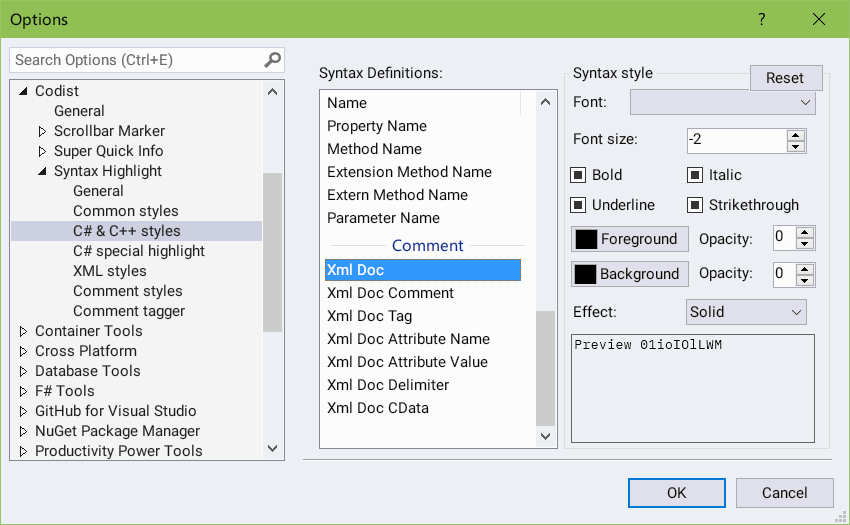 Options
?
Search Options (Ctrl+E)
Codist
General
Scrollbar Marker
Super Quick Info
Syntax Highlight
General
Common styles
C# & C++ styles
C# special highlight
XML styles
Comment styles
Comment tagger
Container Tools
Cross Platform
Database Tools
F# Tools
GitHub for Visual Studio
NuGet Package Manager
Productivity Power Tools
Syntax Definitions:
Name
Property Name
Method Name
Extension Method Name
Extern Method Name
Parameter Name
Comment
Xml Doc
Xml Doc Comment
Xml Doc Tag
Xml Doc Attribute Name
Xml Doc Attribute Value
Xml Doc Delimiter
Xml Doc CData
Syntax style
Reset
Font:
Font size: -2
Bold Italic
Underline Strikethrough
Foreground Opacity: 0
Background Opacity: 0
Effect: Solid
Preview 01ioIOlLWM
OK Cancel